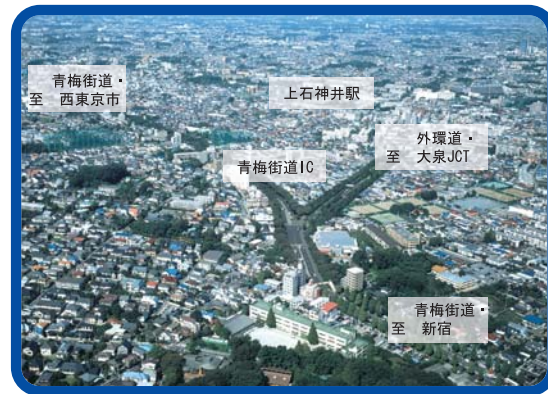 青梅街道・
至　西東京市
上石神井駅
外環道・
至　大泉JCT
青梅街道IC
青梅街道・
至　新宿